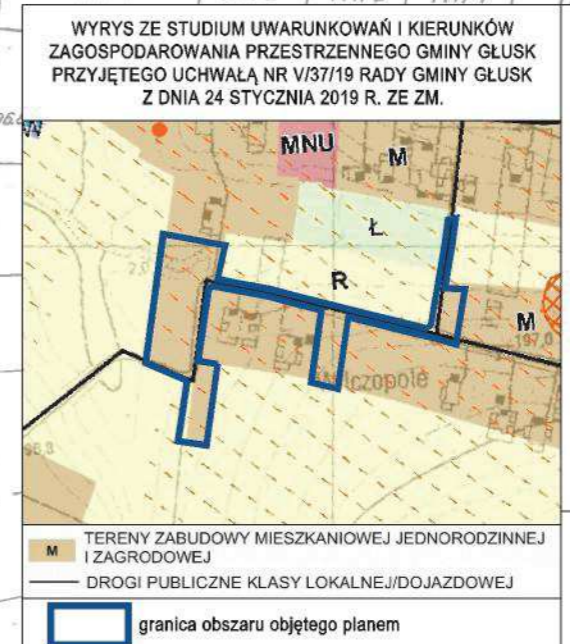 WYRYS ZE STUDIUM UWARUNKOWAŃ I KIERUNKÓW
ZAGOSPODAROWANIA PRZESTRZENNEGO GMINY GŁUSK
PRZYJĘTEGO UCHWAŁĄ NR V/37/19 RADY GMINY GŁUSK
Z DNIA 24 STYCZNIA 2019 R. ZE ZM.
W
MNU
M
Ł
R
M
197,0
TERENY ZABUDOWY MIESZKANIOWEJ JEDNORODZINNEJ
M
I ZAGRODOWEJ
DROGI PUBLICZNE KLASY LOKALNEJ/DOJAZDOWEJ
granica obszaru objętego planem